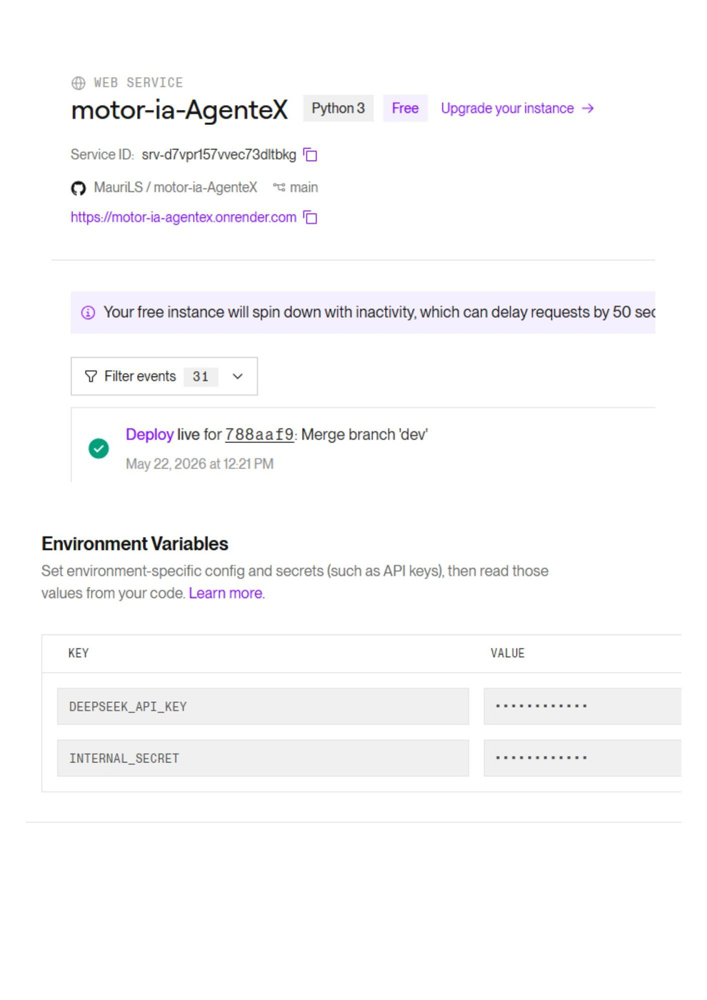 WEB SERVICE
motor-ia-AgenteX Python 3 Free Upgrade your instance →
Service ID: srv-d7vpr157vvec73dltbkg
MauriLS / motor-ia-AgenteX main
https://motor-ia-agentex.onrender.com
Your free instance will spin down with inactivity, which can delay requests by 50 sec
Filter events 31
Deploy live for 788aaf9: Merge branch 'dev'
May 22, 2026 at 12:21 PM
Environment Variables
Set environment-specific config and secrets (such as API keys), then read those
values from your code. Learn more.
KEY VALUE
DEEPSEEK_API_KEY ••••••••••••
INTERNAL_SECRET ••••••••••••